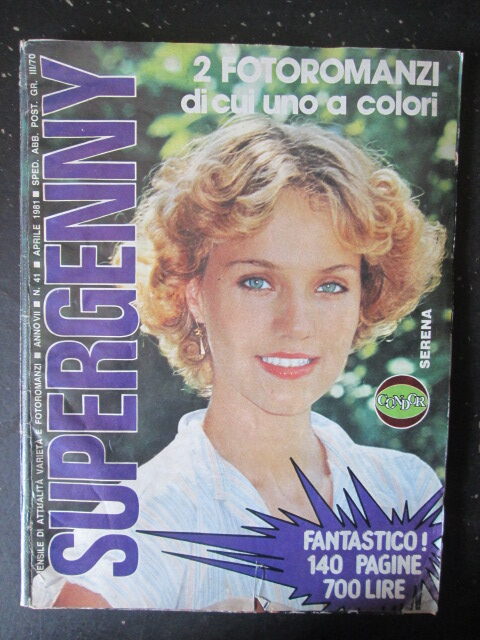 2 FOTOROMANZI
di cui uno a colori
SUPERGENNY
MENSILE DI ATTUALITÀ VARIETÀ E FOTOROMANZI ■ ANNO VII ■ N. 41 ■ APRILE 1981 ■ SPED. ABB. POST. GR. III/70
SERENA
CONDOR
FANTASTICO!
140 PAGINE
700 LIRE